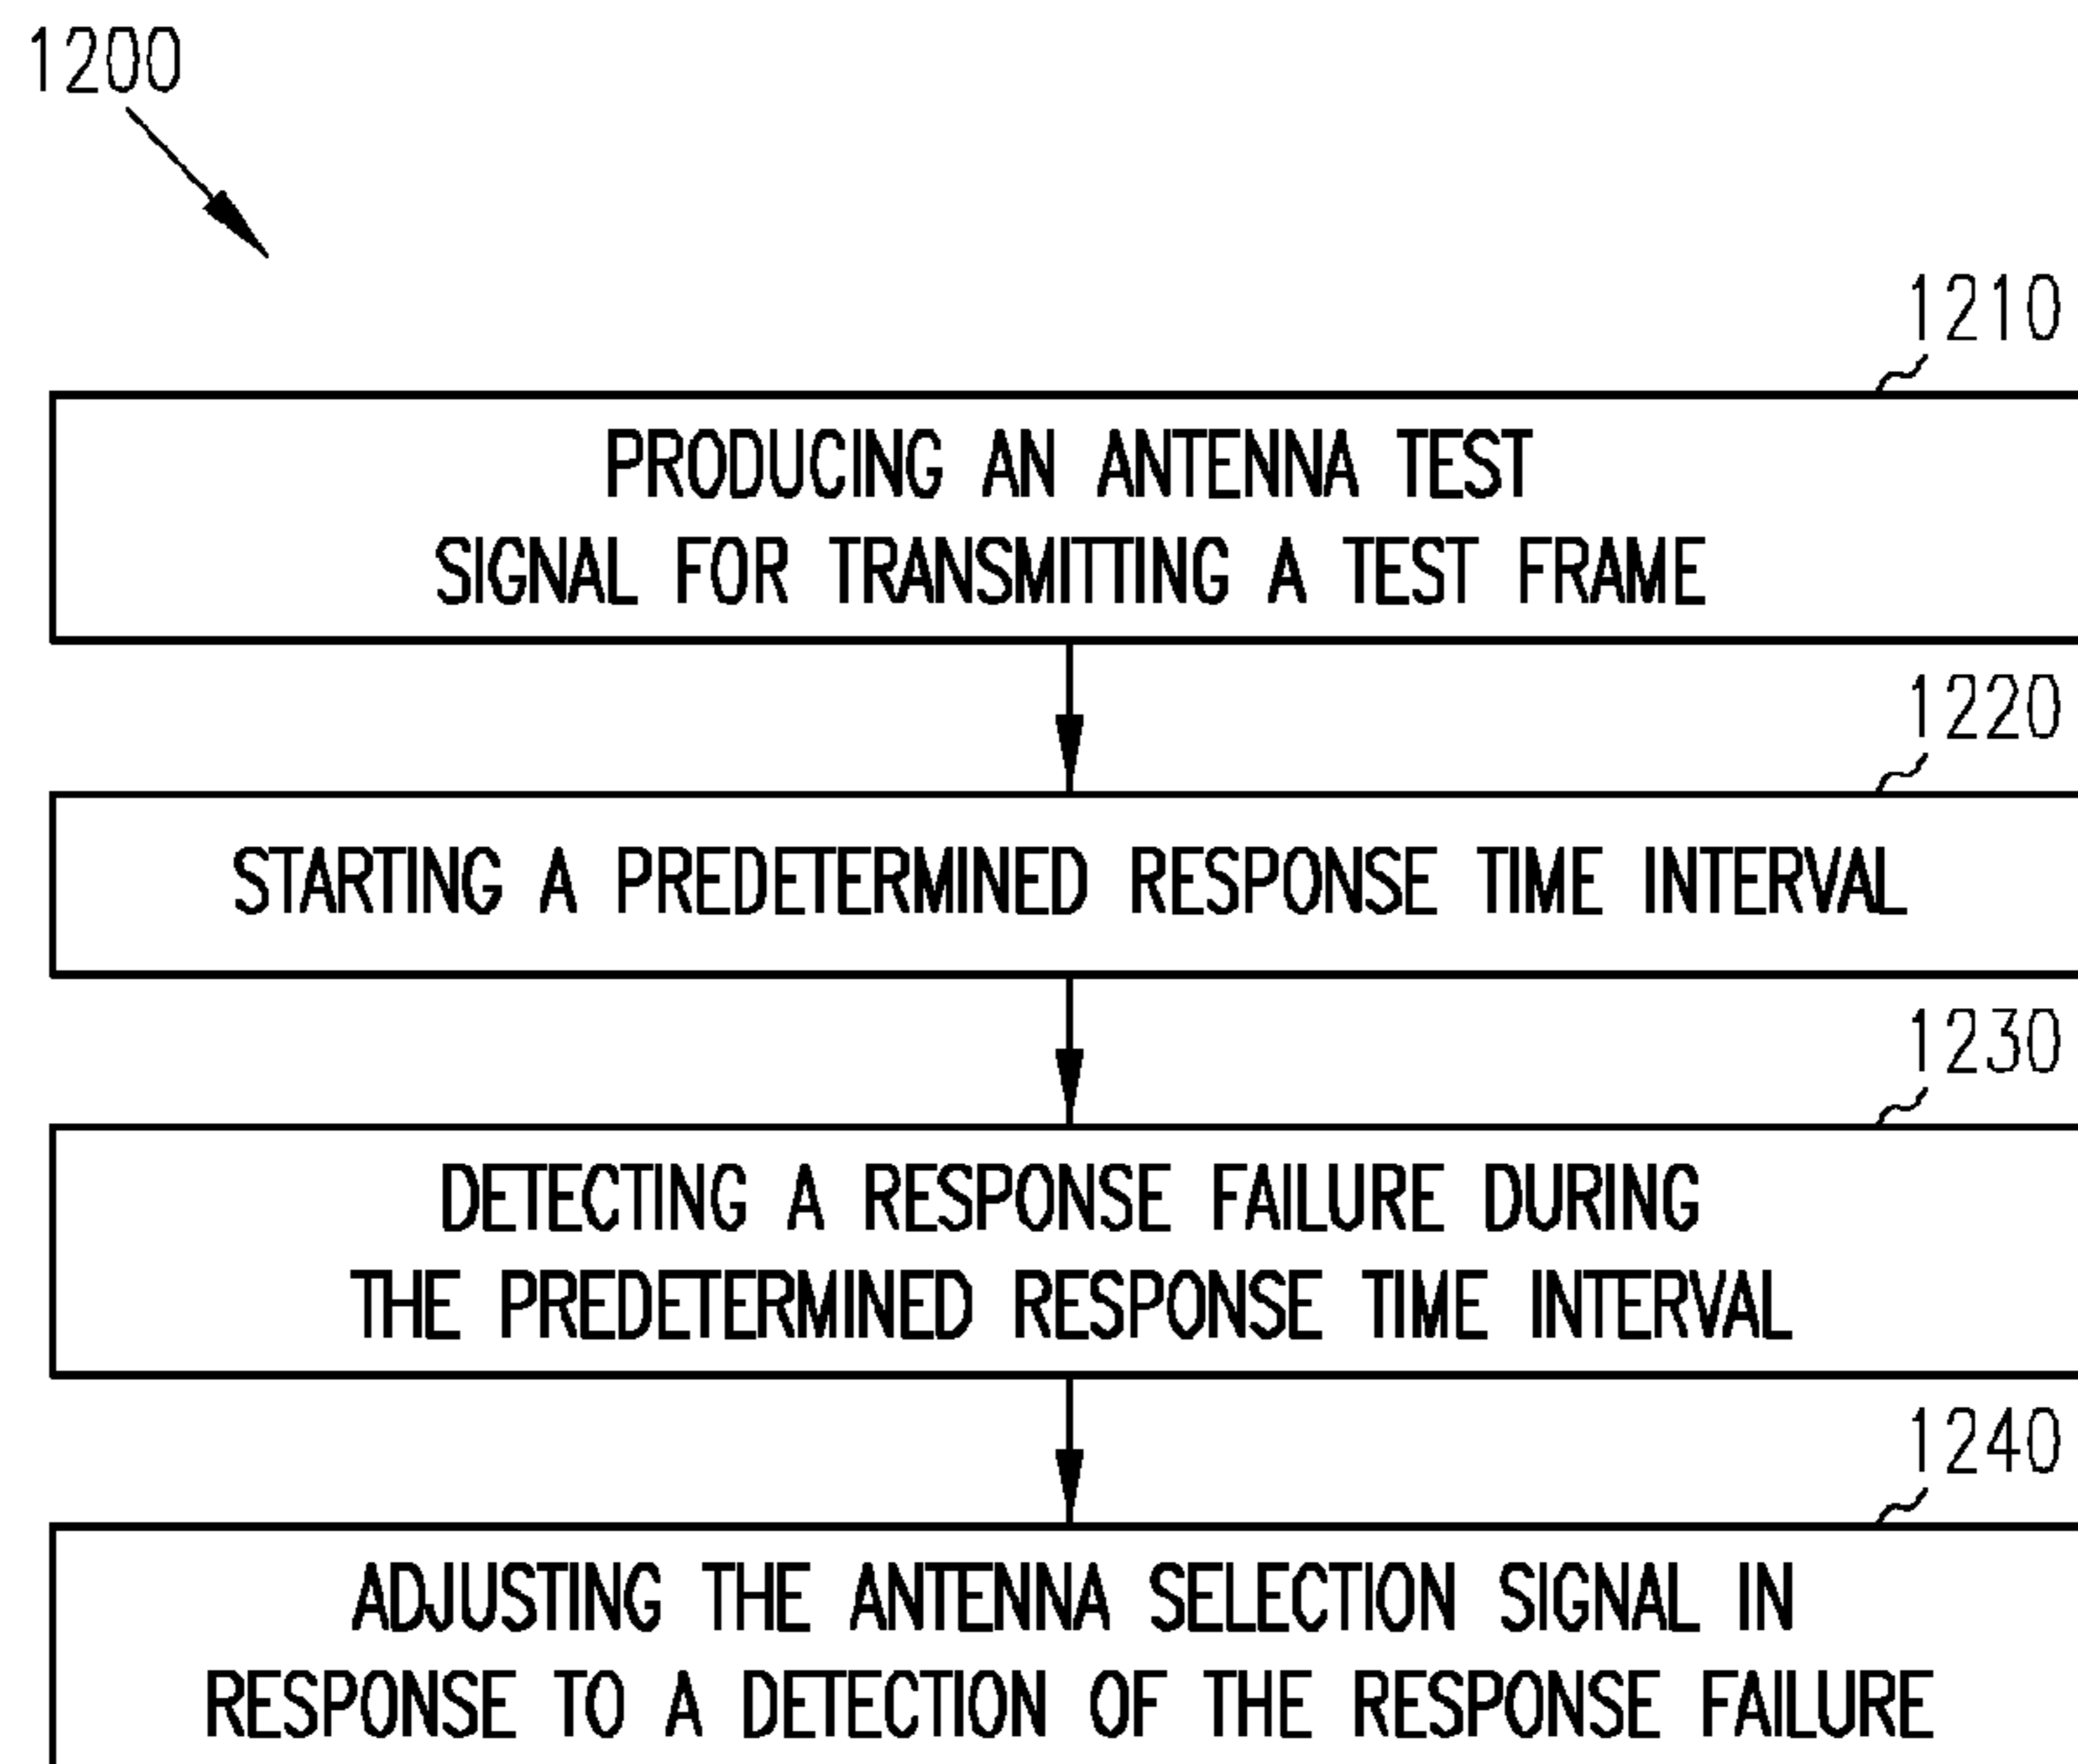 1200
1210
PRODUCING AN ANTENNA TEST
SIGNAL FOR TRANSMITTING A TEST FRAME
1220
STARTING A PREDETERMINED RESPONSE TIME INTERVAL
1230
DETECTING A RESPONSE FAILURE DURING
THE PREDETERMINED RESPONSE TIME INTERVAL
1240
ADJUSTING THE ANTENNA SELECTION SIGNAL IN
RESPONSE TO A DETECTION OF THE RESPONSE FAILURE